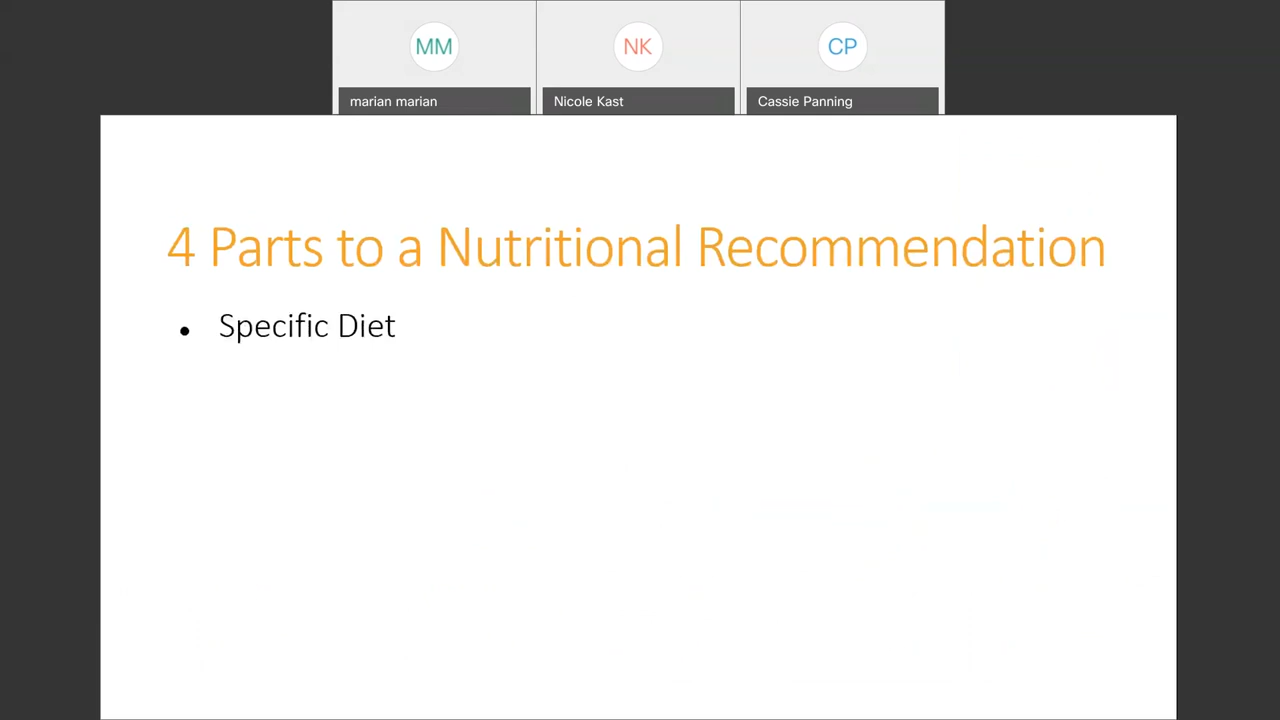 MM
NK
CP
marian marian
Nicole Kast
Cassie Panning
4 Parts to a Nutritional Recommendation
• Specific Diet